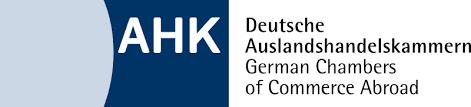 AHK
Deutsche
Auslandshandelskammern
German Chambers
of Commerce Abroad